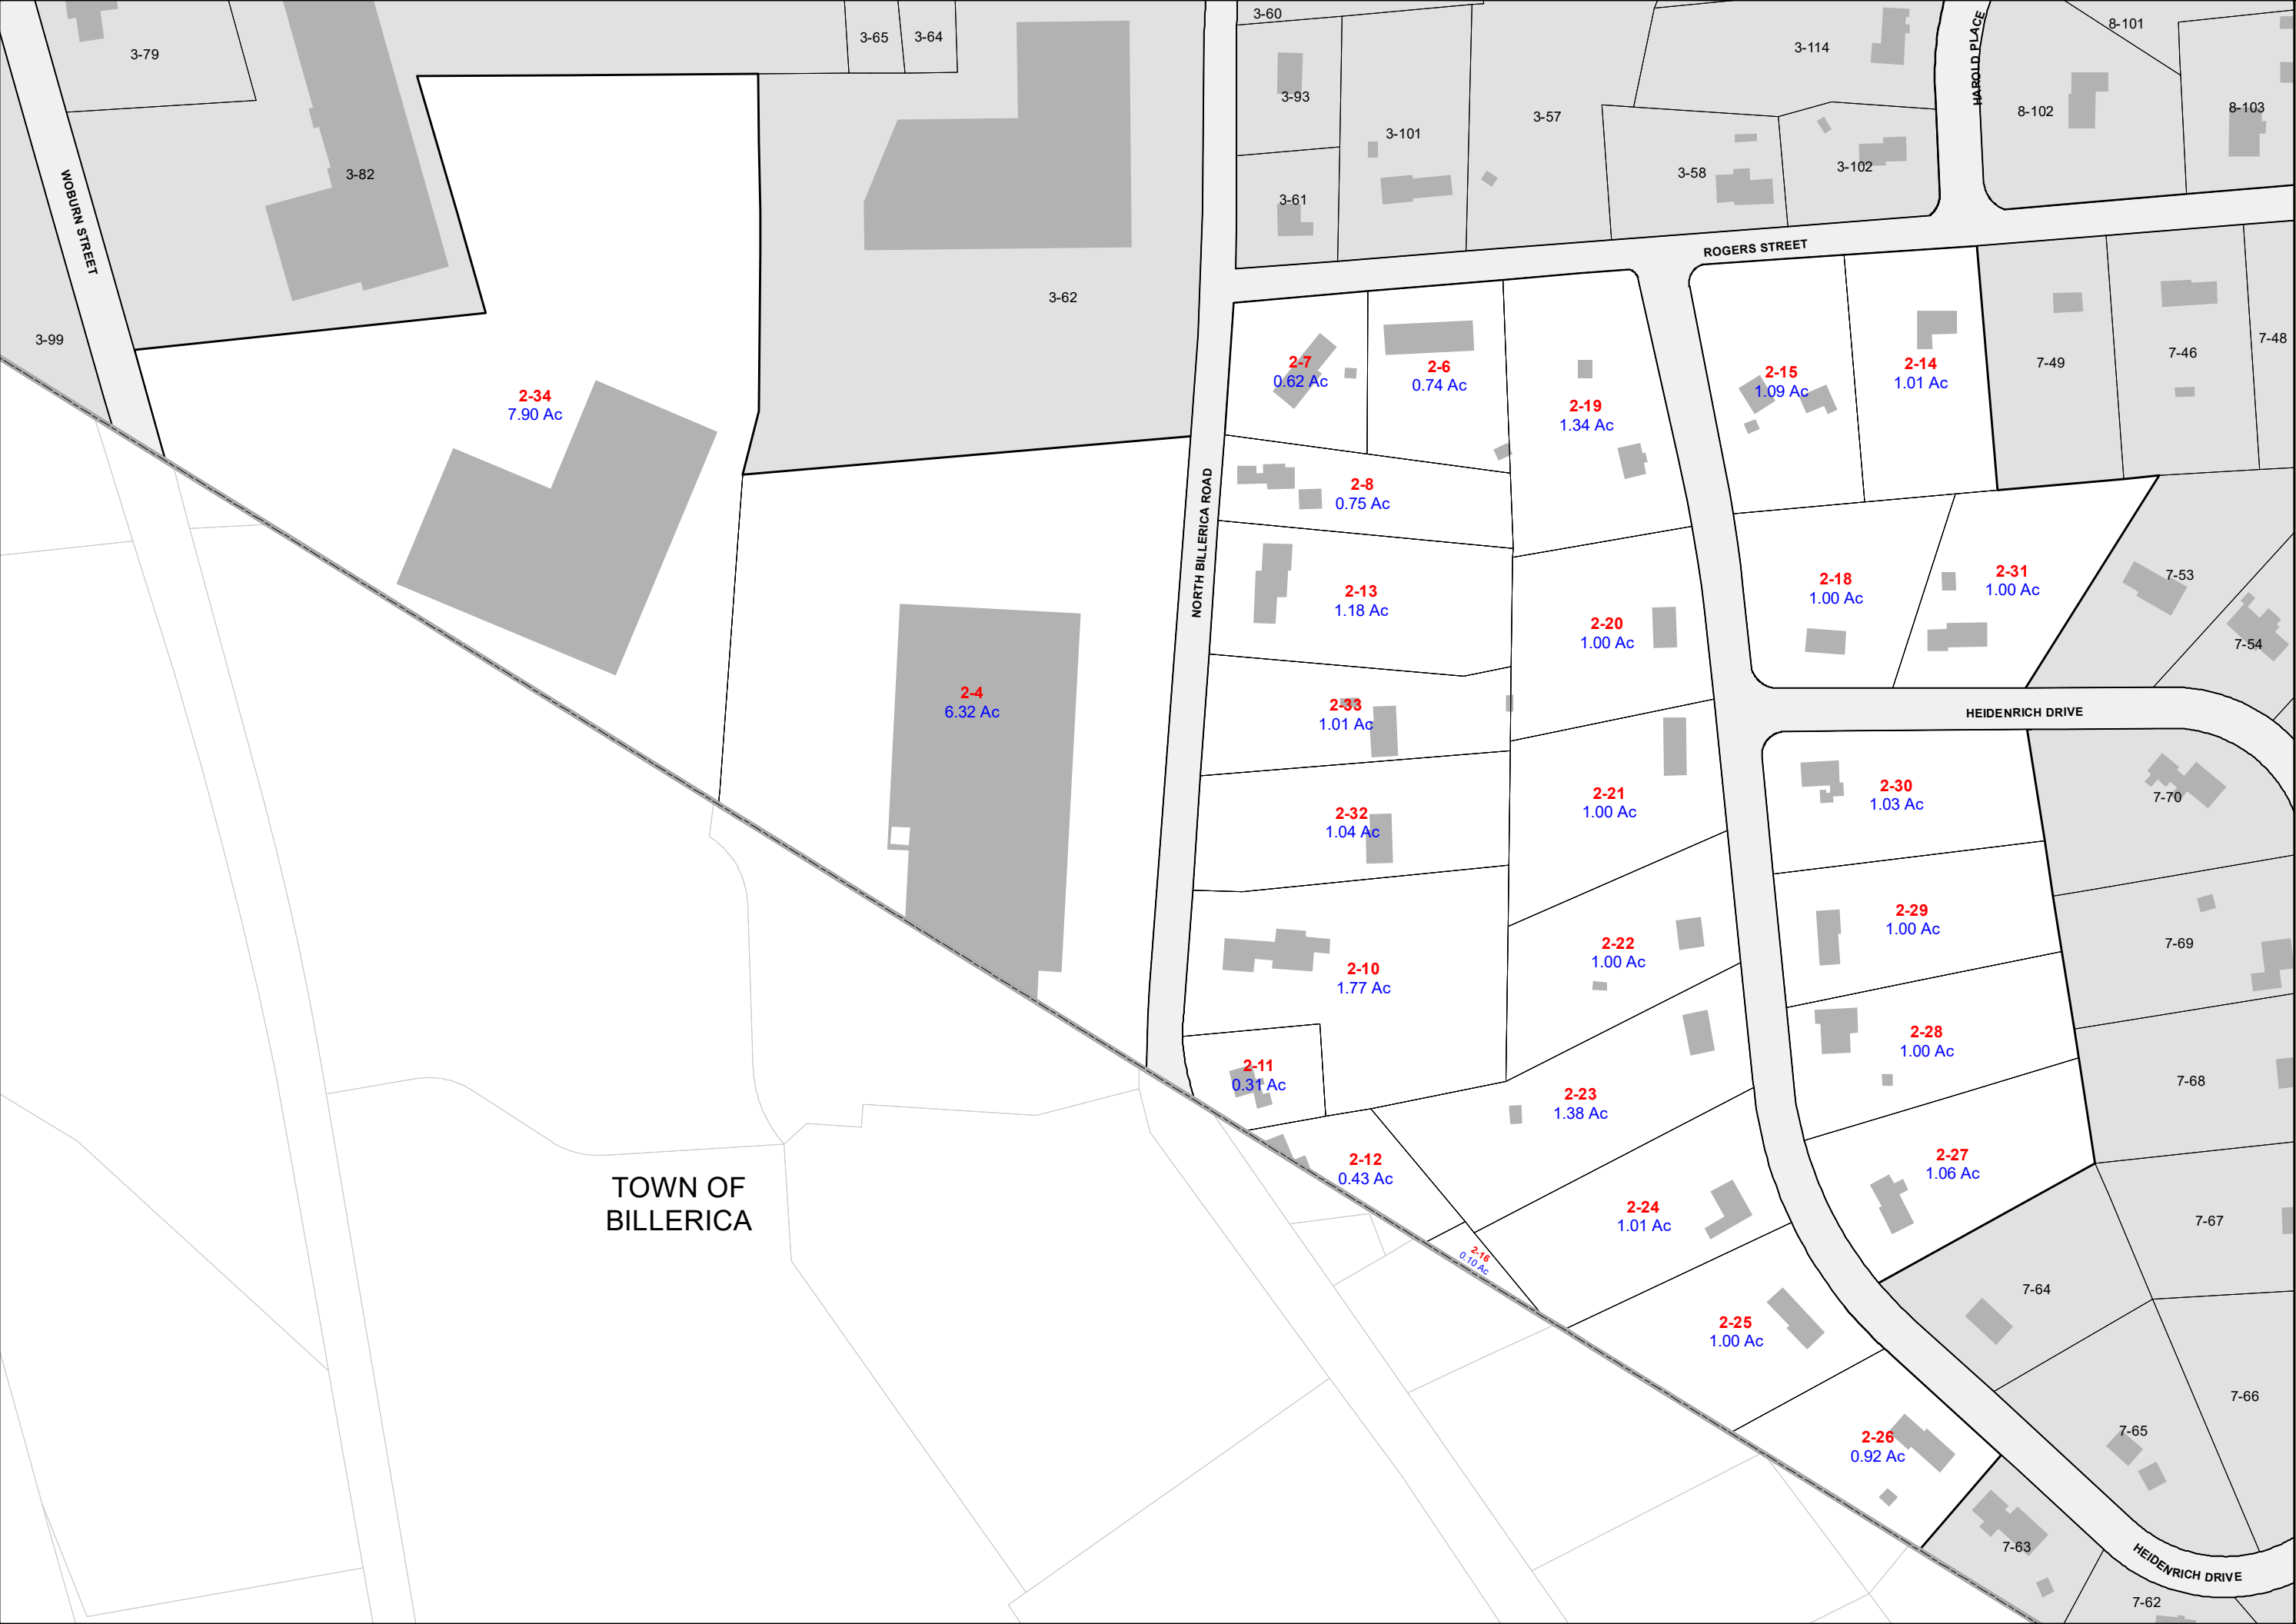 3-60
8-101
3-79
3-65
3-64
3-114
HAROLD PLACE
3-93
3-101
3-57
8-102
8-103
3-82
3-58
3-102
WOBURN STREET
3-61
ROGERS STREET
3-62
3-99
7-48
2-7
0.62 Ac
2-6
0.74 Ac
2-15
1.09 Ac
2-14
1.01 Ac
7-49
7-46
2-34
7.90 Ac
2-19
1.34 Ac
2-8
0.75 Ac
NORTH BILLERICA ROAD
2-13
1.18 Ac
2-18
1.00 Ac
2-31
1.00 Ac
7-53
2-20
1.00 Ac
7-54
2-4
6.32 Ac
2-33
1.01 Ac
HEIDENRICH DRIVE
2-32
1.04 Ac
2-21
1.00 Ac
2-30
1.03 Ac
7-70
2-10
1.77 Ac
2-22
1.00 Ac
2-29
1.00 Ac
7-69
2-11
0.31 Ac
2-28
1.00 Ac
7-68
2-23
1.38 Ac
2-12
0.43 Ac
2-27
1.06 Ac
TOWN OF
BILLERICA
2-24
1.01 Ac
7-67
2-16
0.10 Ac
7-64
2-25
1.00 Ac
7-66
7-65
2-26
0.92 Ac
7-63
HEIDENRICH DRIVE
7-62